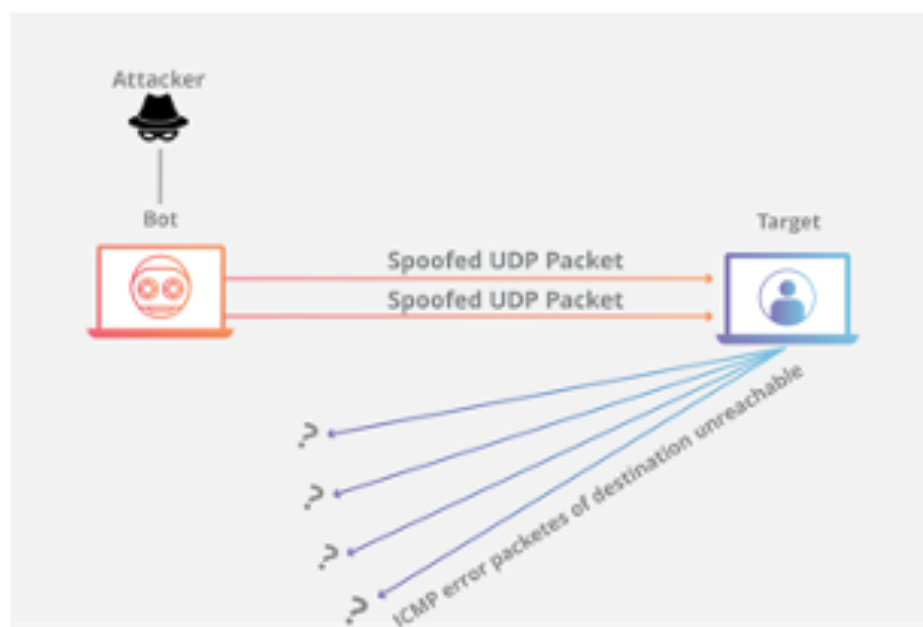 Attacker
Bot
Target
Spoofed UDP Packet
Spoofed UDP Packet
?
?
?
?
ICMP error packetes of destination unreachable